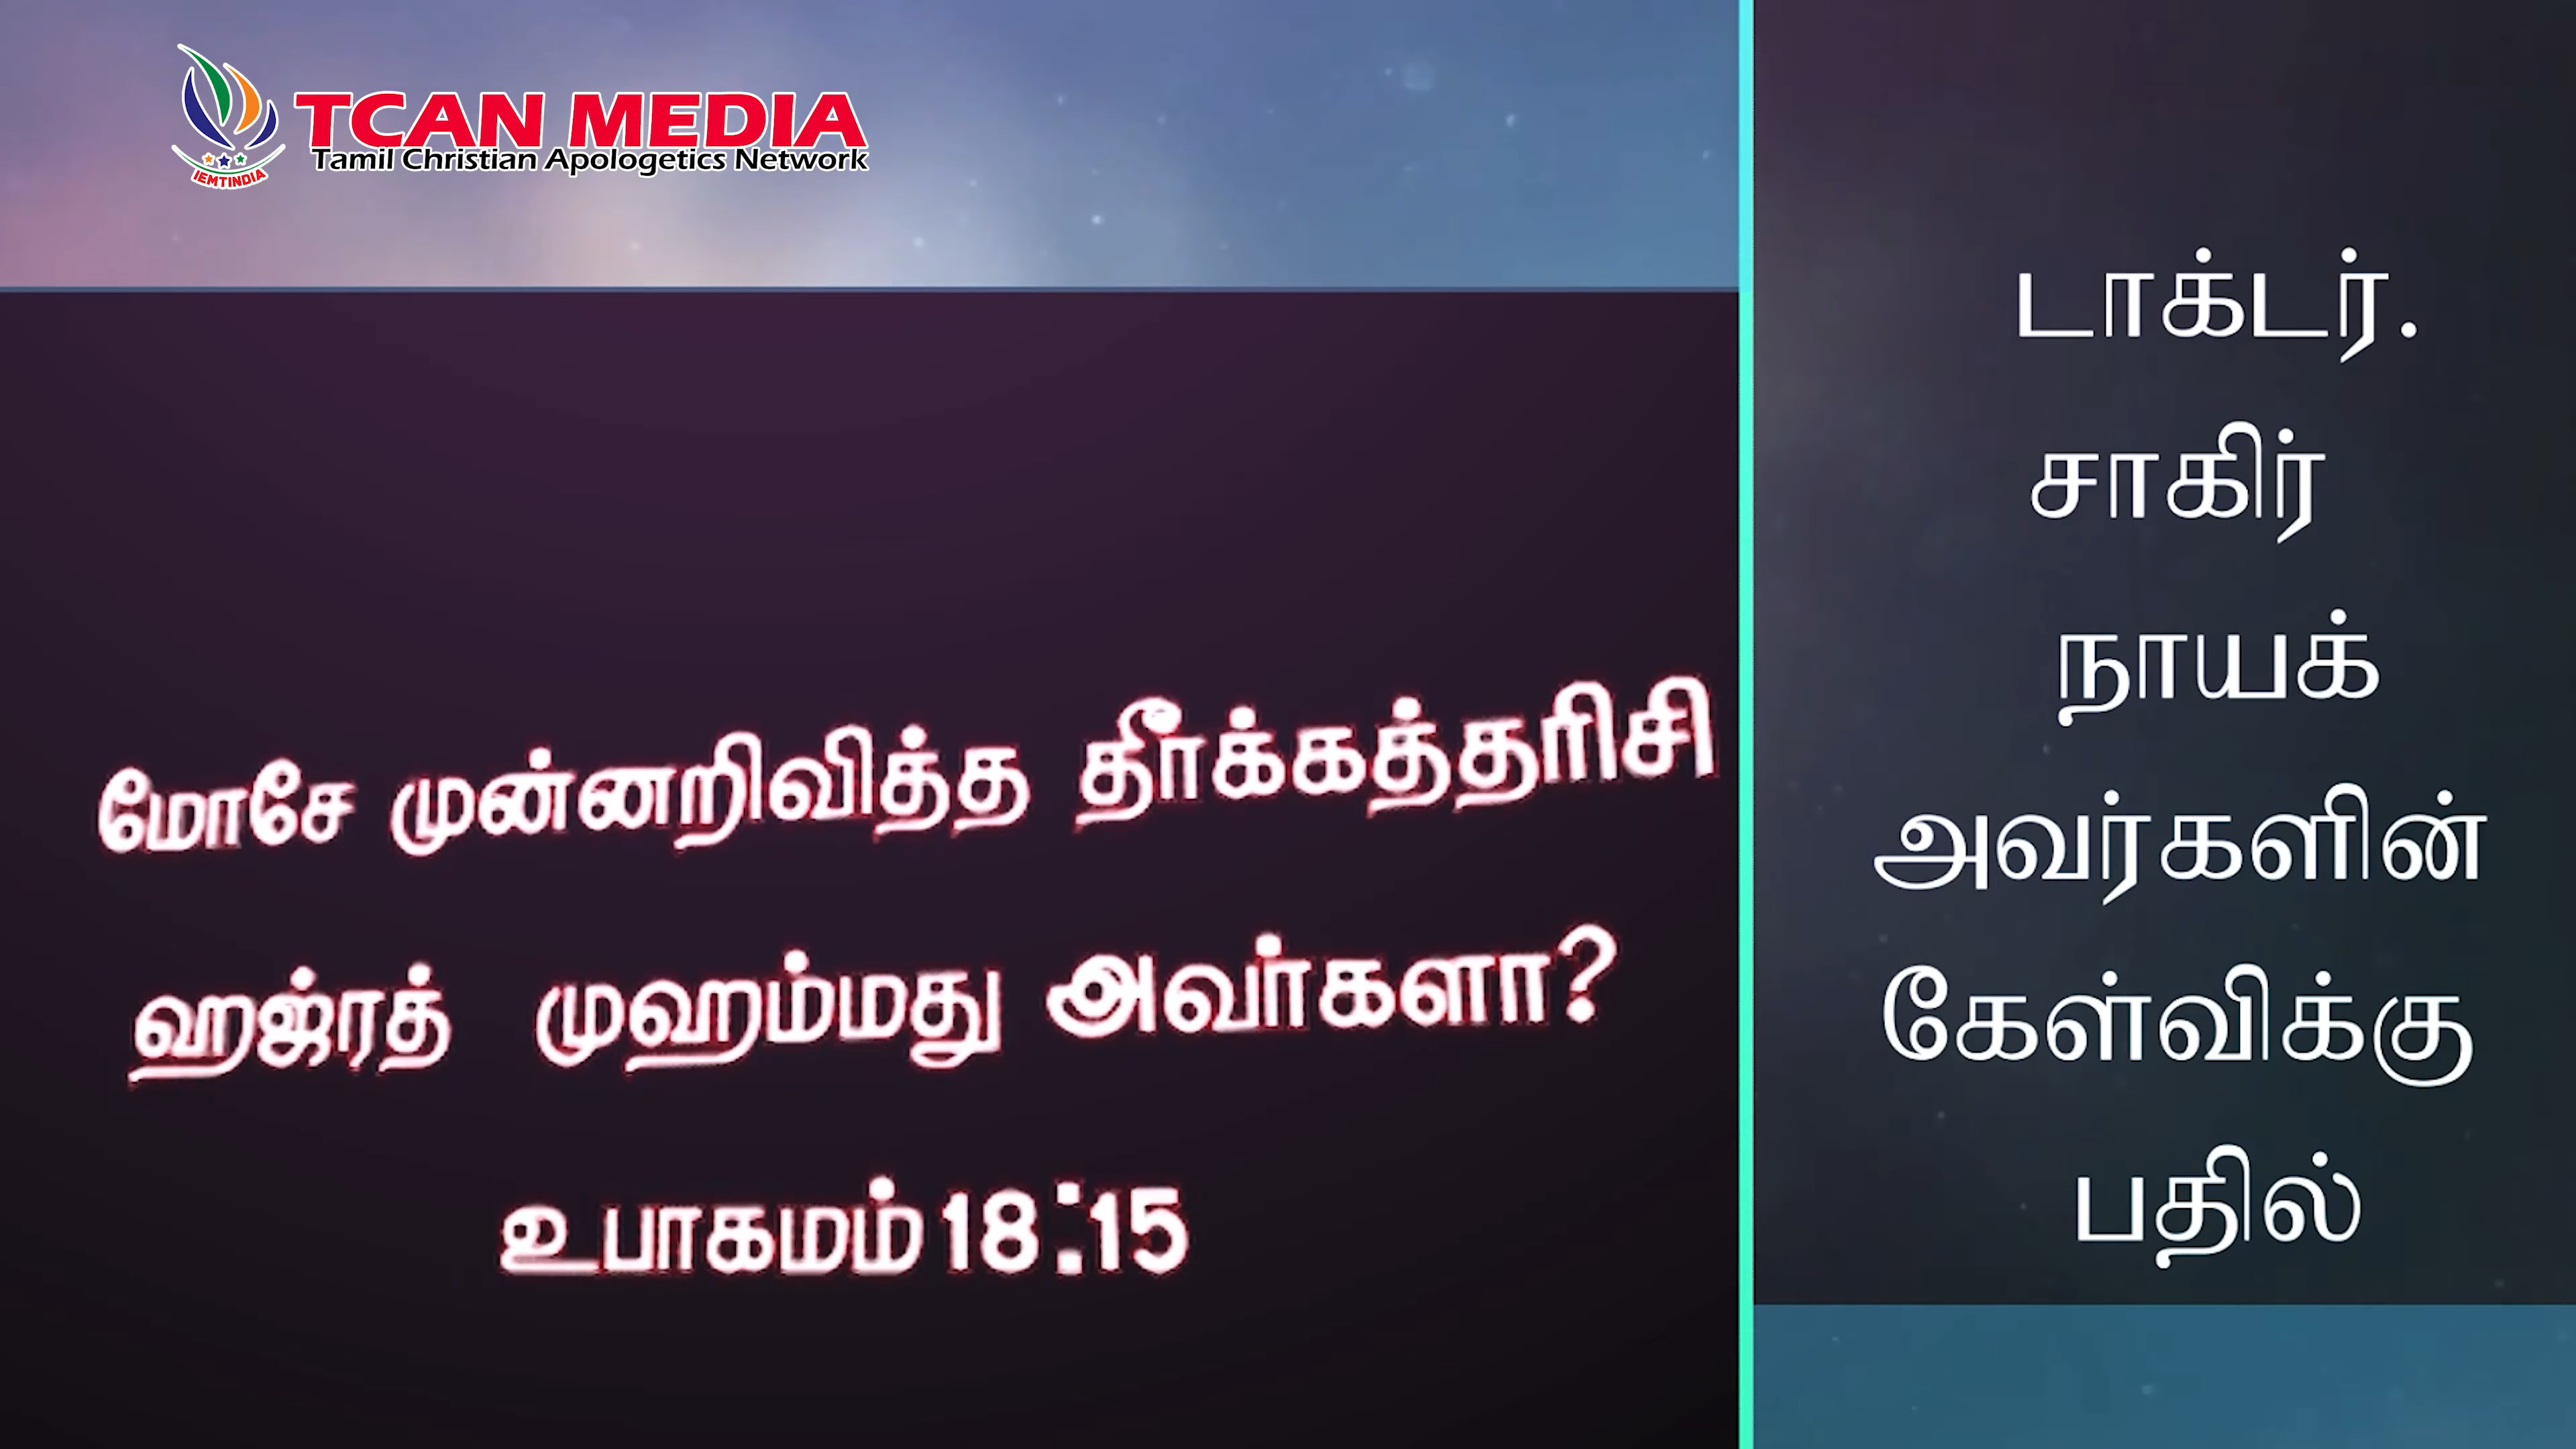 TCAN MEDIA
Tamil Christian Apologetics Network
IEMTINDIA
மோசே முன்னறிவித்த தீர்க்கத்தரிசி
ஹஜ்ரத் முஹம்மது அவர்களா?
உபாகமம் 18:15
டாக்டர்.
சாகிர்
நாயக்
அவர்களின்
கேள்விக்கு
பதில்